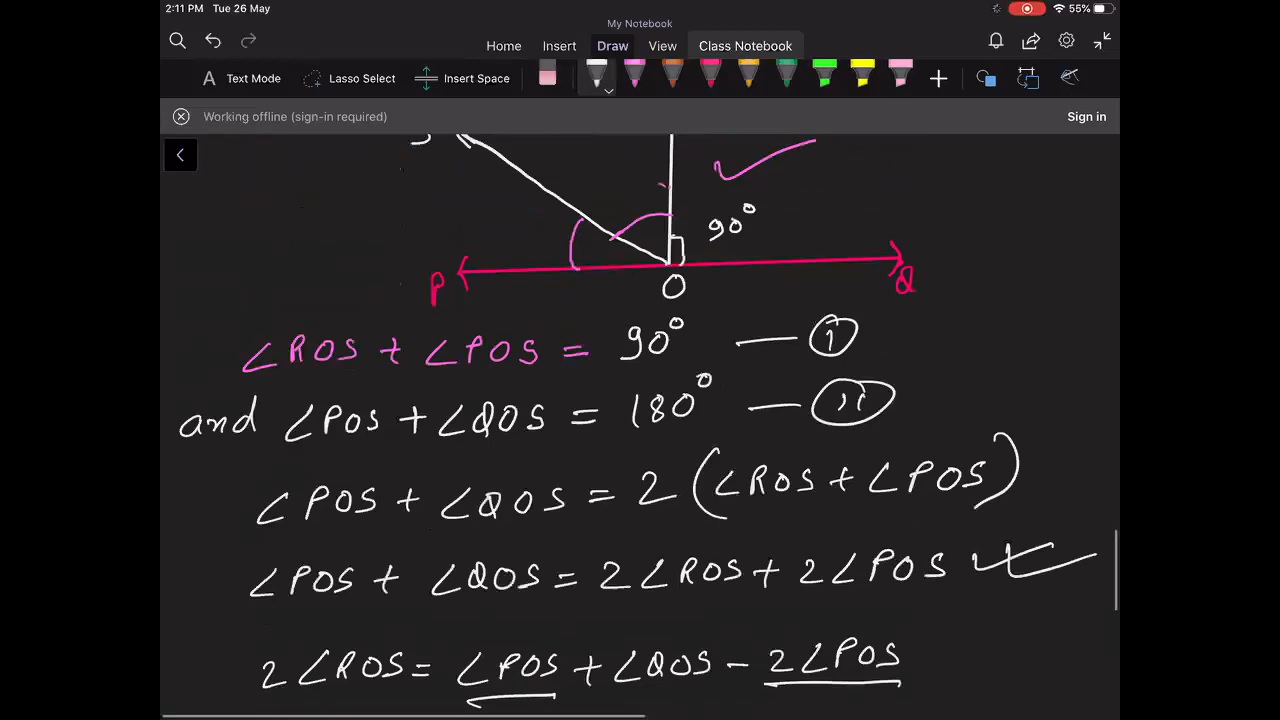 2:11 PM Tue 26 May
55%
My Notebook
Home Insert Draw View Class Notebook
A Text Mode Lasso Select Insert Space
Working offline (sign-in required) Sign in
S
90°
P O Q
∠ROS + ∠POS = 90° — (i)
and ∠POS + ∠QOS = 180° — (ii)
∠POS + ∠QOS = 2 (∠ROS + ∠POS)
∠POS + ∠QOS = 2∠ROS + 2∠POS
2∠ROS = ∠POS + ∠QOS - 2∠POS